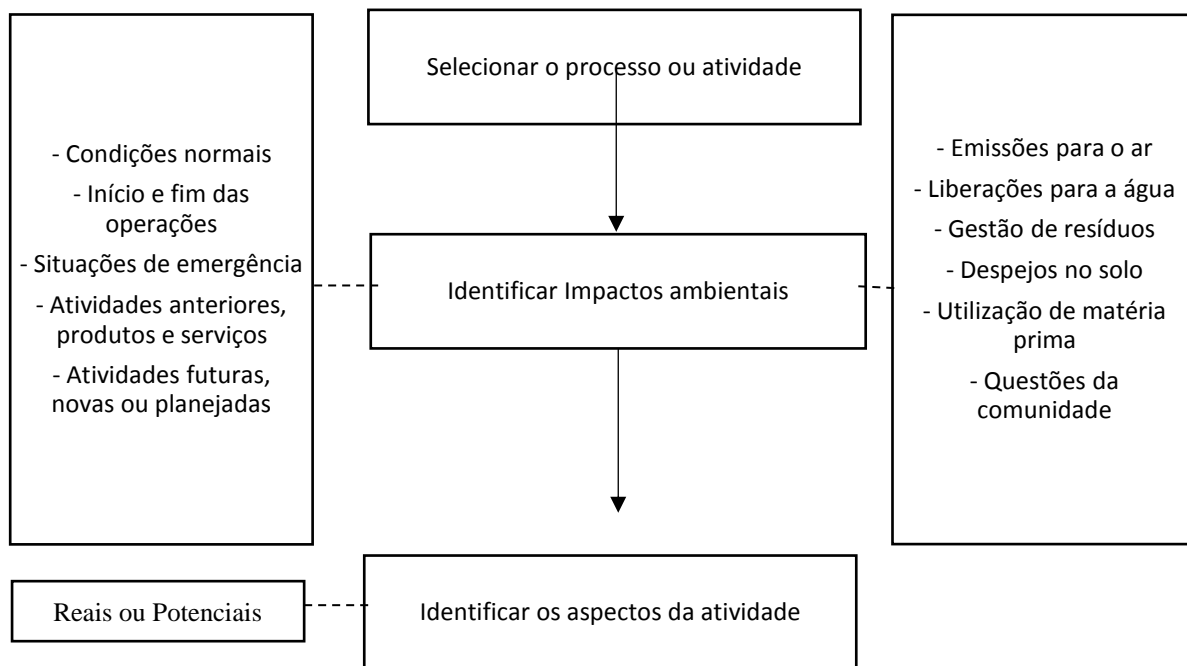 Selecionar o processo ou atividade
- Condições normais
- Início e fim das
operações
- Situações de emergência
- Atividades anteriores,
produtos e serviços
- Atividades futuras,
novas ou planejadas
Identificar Impactos ambientais
- Emissões para o ar
- Liberações para a água
- Gestão de resíduos
- Despejos no solo
- Utilização de matéria
prima
- Questões da
comunidade
Reais ou Potenciais
Identificar os aspectos da atividade